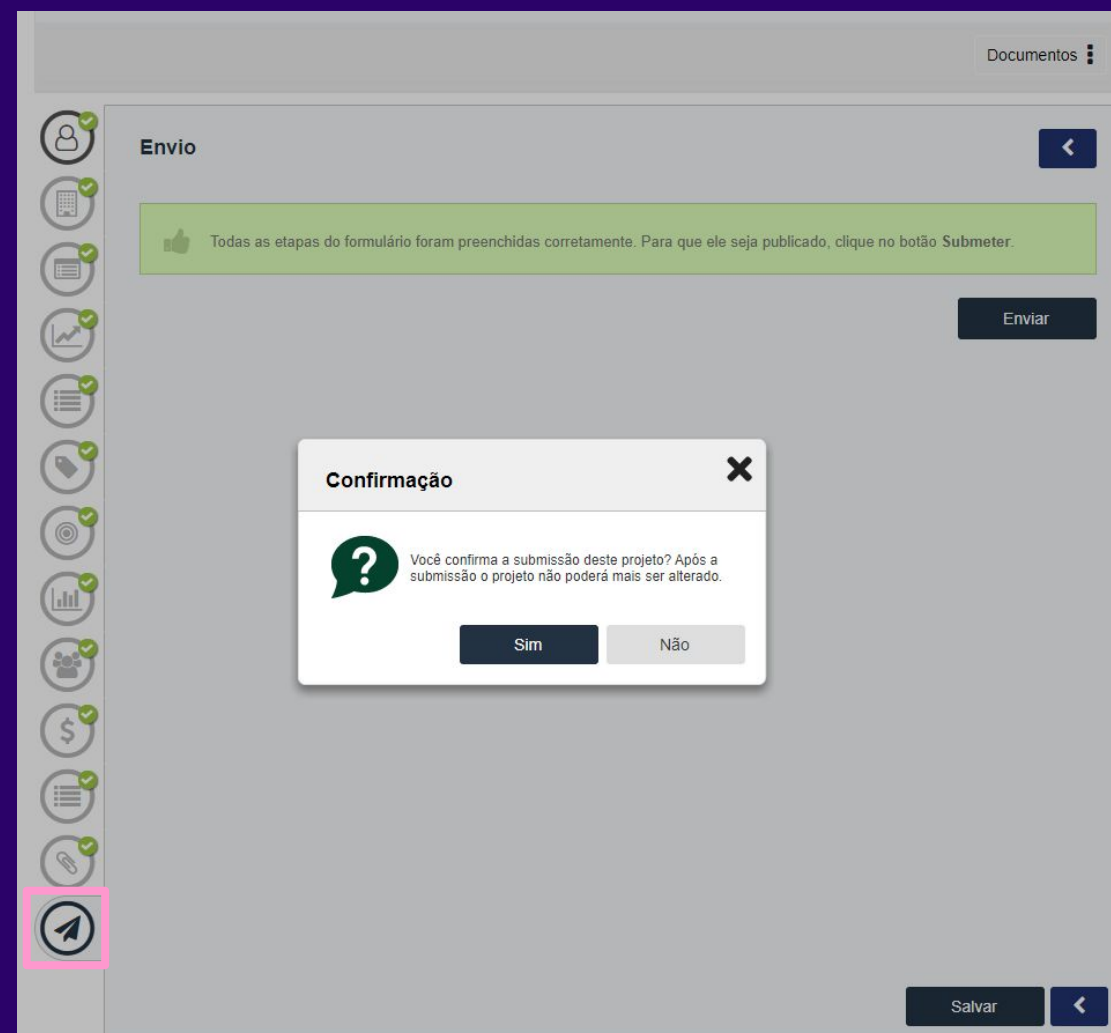 Documentos
Envio
Todas as etapas do formulário foram preenchidas corretamente. Para que ele seja publicado, clique no botão Submeter.
Enviar
Confirmação
Você confirma a submissão deste projeto? Após a
submissão o projeto não poderá mais ser alterado.
Sim
Não
Salvar